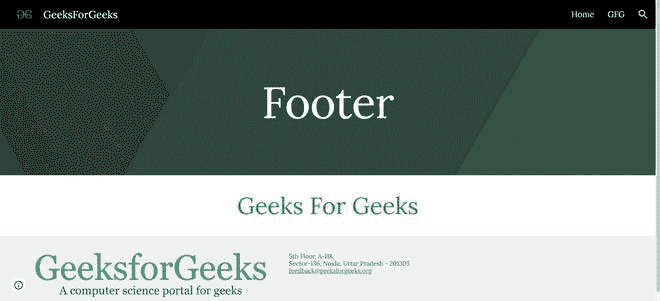 GeeksForGeeks
Home GFG
Footer
Geeks For Geeks
GeeksforGeeks
A computer science portal for geeks
5th Floor, A-118,
Sector-136, Noida, Uttar Pradesh - 201305
feedback@geeksforgeeks.org